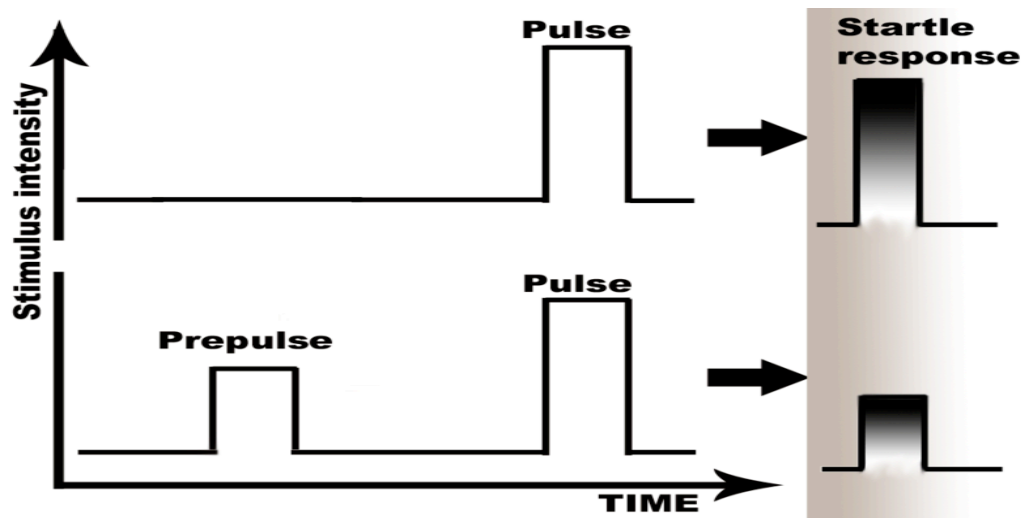 Pulse
Startle
response
Stimulus intensity
Pulse
Prepulse
TIME